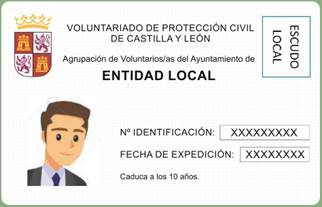 VOLUNTARIADO DE PROTECCIÓN CIVIL
DE CASTILLA Y LEÓN
Agrupación de Voluntarios/as del Ayuntamiento de
ENTIDAD LOCAL
ESCUDO
LOCAL
Nº IDENTIFICACIÓN: XXXXXXXXX
FECHA DE EXPEDICIÓN: XXXXXXXX
Caduca a los 10 años.